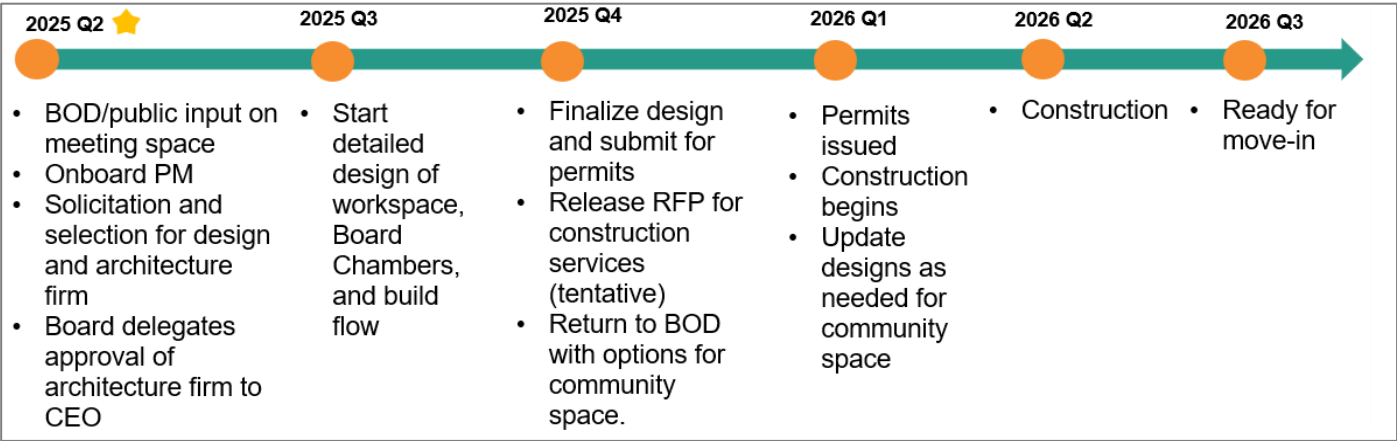 2025 Q2
• BOD/public input on
meeting space
• Onboard PM
• Solicitation and
selection for design
and architecture
firm
• Board delegates
approval of
architecture firm to
CEO
2025 Q3
• Start
detailed
design of
workspace,
Board
Chambers,
and build
flow
2025 Q4
• Finalize design
and submit for
permits
• Release RFP for
construction
services
(tentative)
• Return to BOD
with options for
community
space.
2026 Q1
• Permits
issued
• Construction
begins
• Update
designs as
needed for
community
space
2026 Q2
• Construction
2026 Q3
• Ready for
move-in